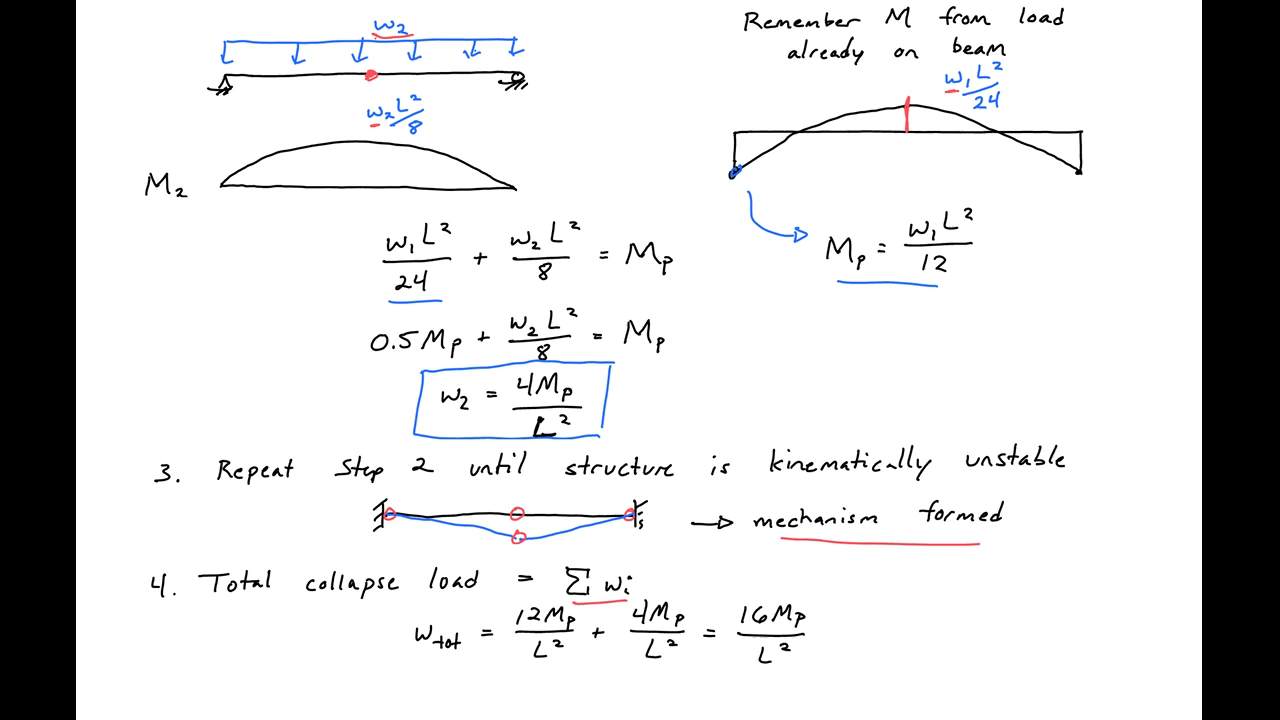 w₂
Remember M from load
already on beam
w₂L²/8
w₁L²/24
M₂
w₁L²/24 + w₂L²/8 = Mp
Mp = w₁L²/12
0.5Mp + w₂L²/8 = Mp
w₂ = 4Mp/L²
3. Repeat Step 2 until structure is kinematically unstable
→ mechanism formed
4. Total collapse load = ∑ wi
wtot = 12Mp/L² + 4Mp/L² = 16Mp/L²